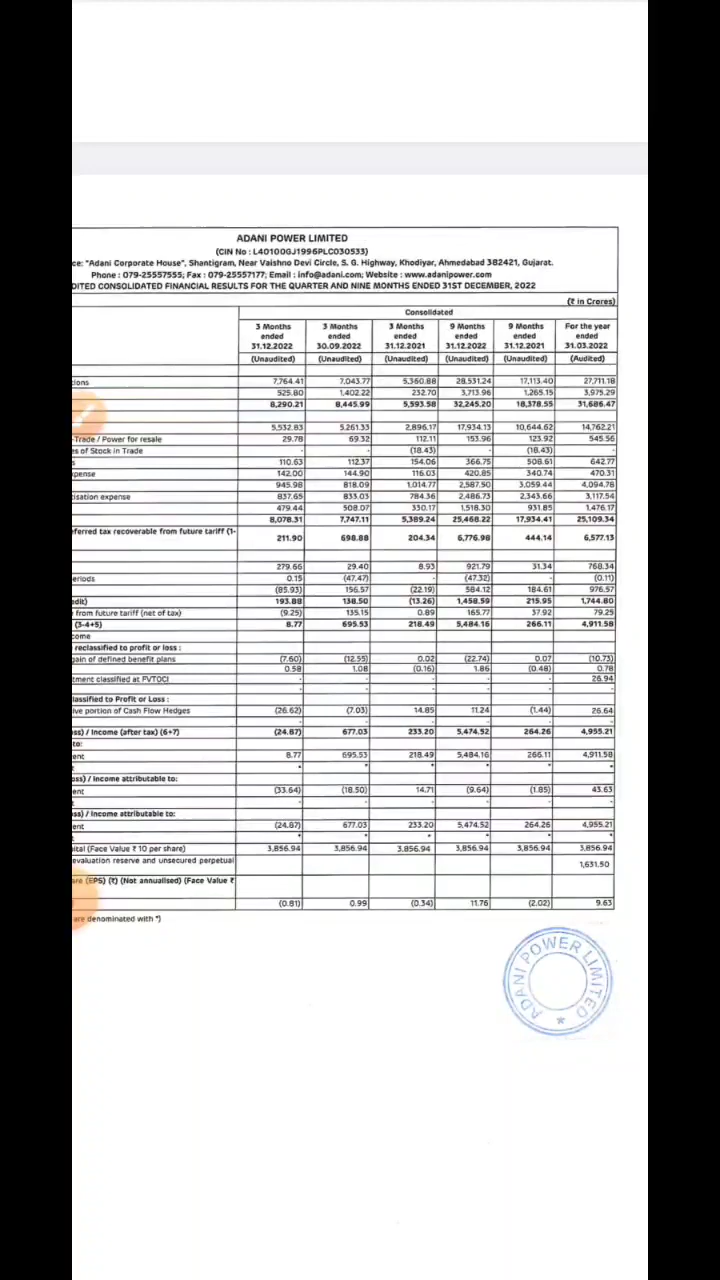 ADANI POWER LIMITED
(CIN No : L40100GJ1996PLC030533)
ce: "Adani Corporate House", Shantigram, Near Vaishno Devi Circle, S. G. Highway, Khodiyar, Ahmedabad 382421, Gujarat.
Phone : 079-25557555; Fax : 079-25557177; Email : info@adani.com; Website : www.adanipower.com
DITED CONSOLIDATED FINANCIAL RESULTS FOR THE QUARTER AND NINE MONTHS ENDED 31ST DECEMBER, 2022
(₹ in Crores)
Consolidated
3 Months ended 31.12.2022 3 Months ended 30.09.2022 3 Months ended 31.12.2021 9 Months ended 31.12.2022 9 Months ended 31.12.2021 For the year ended 31.03.2022
(Unaudited) (Unaudited) (Unaudited) (Unaudited) (Unaudited) (Audited)
tions 7,764.41 7,043.77 5,360.88 28,531.24 17,113.40 27,711.18
525.80 1,402.22 232.70 3,713.96 1,265.15 3,975.29
8,290.21 8,445.99 5,593.58 32,245.20 18,378.55 31,686.47
5,532.83 5,261.33 2,896.17 17,934.13 10,644.62 14,762.21
-Trade / Power for resale 29.78 69.32 112.11 153.96 123.92 545.56
es of Stock in Trade - - (18.43) - (18.43) -
s 110.63 112.37 154.06 366.75 508.61 642.77
xpense 142.00 144.90 116.03 420.85 340.74 470.31
945.98 818.09 1,014.77 2,587.50 3,059.44 4,094.78
tisation expense 837.65 833.03 784.36 2,486.73 2,343.66 3,117.54
479.44 508.07 330.17 1,518.30 931.85 1,476.17
8,078.31 7,747.11 5,389.24 25,468.22 17,934.41 25,109.34
eferred tax recoverable from future tariff (1-
211.90 698.88 204.34 6,776.98 444.14 6,577.13
279.66 29.40 8.93 921.79 31.34 768.34
eriods 0.15 (47.47) - (47.32) - (0.11)
(85.93) 156.57 (22.19) 584.12 184.61 976.57
dit) 193.88 138.50 (13.26) 1,458.59 215.95 1,744.80
from future tariff (net of tax) (9.25) 135.15 0.89 165.77 37.92 79.25
(3-4+5) 8.77 695.53 218.49 5,484.16 266.11 4,911.58
come
reclassified to profit or loss :
gain of defined benefit plans (7.60) (12.55) 0.02 (22.74) 0.07 (10.73)
0.58 1.08 (0.16) 1.86 (0.48) 0.78
tment classified at FVTOCI - - - - - 26.94
lassified to Profit or Loss :
ive portion of Cash Flow Hedges (26.62) (7.03) 14.85 11.24 (1.44) 26.64
- - - - - -
oss) / Income (after tax) (6+7) (24.87) 677.03 233.20 5,474.52 264.26 4,955.21
to:
ent 8.77 695.53 218.49 5,484.16 266.11 4,911.58
t * * * * * *
oss) / Income attributable to:
ent (33.64) (18.50) 14.71 (9.64) (1.85) 43.63
t - - - - - -
oss) / Income attributable to:
ent (24.87) 677.03 233.20 5,474.52 264.26 4,955.21
t * * * * * *
ital (Face Value ₹ 10 per share) 3,856.94 3,856.94 3,856.94 3,856.94 3,856.94 3,856.94
evaluation reserve and unsecured perpetual
1,631.50
are (EPS) (₹) (Not annualised) (Face Value ₹
(0.81) 0.99 (0.34) 11.76 (2.02) 9.63
are denominated with *)
ADANI POWER LIMITED